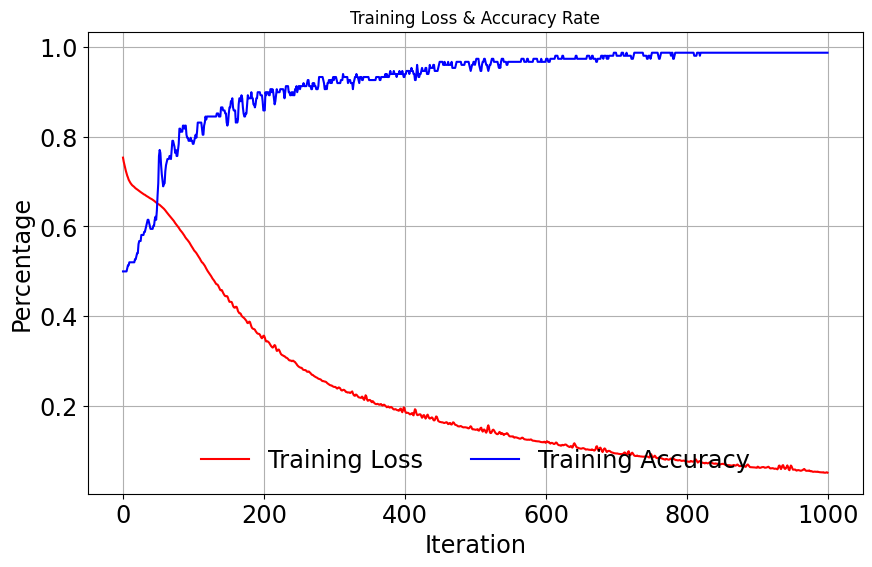 Training Loss & Accuracy Rate
1.0
0.8
0.6
0.4
0.2
Percentage
Training Loss Training Accuracy
0 200 400 600 800 1000
Iteration